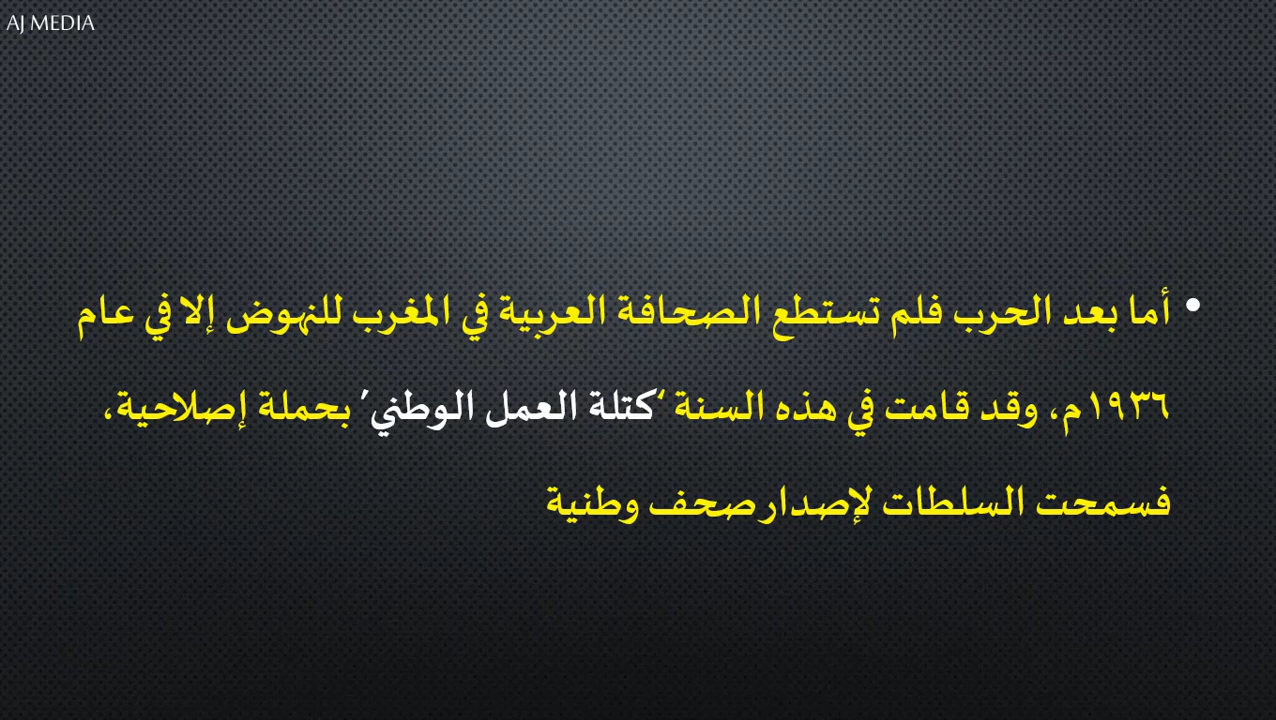 AJ MEDIA
• أما بعد الحرب فلم تستطع الصحافة العربية في المغرب للنهوض إلا في عام
١٩٣٦م، وقد قامت في هذه السنة ‘كتلة العمل الوطني’ بحملة إصلاحية،
فسمحت السلطات لإصدار صحف وطنية